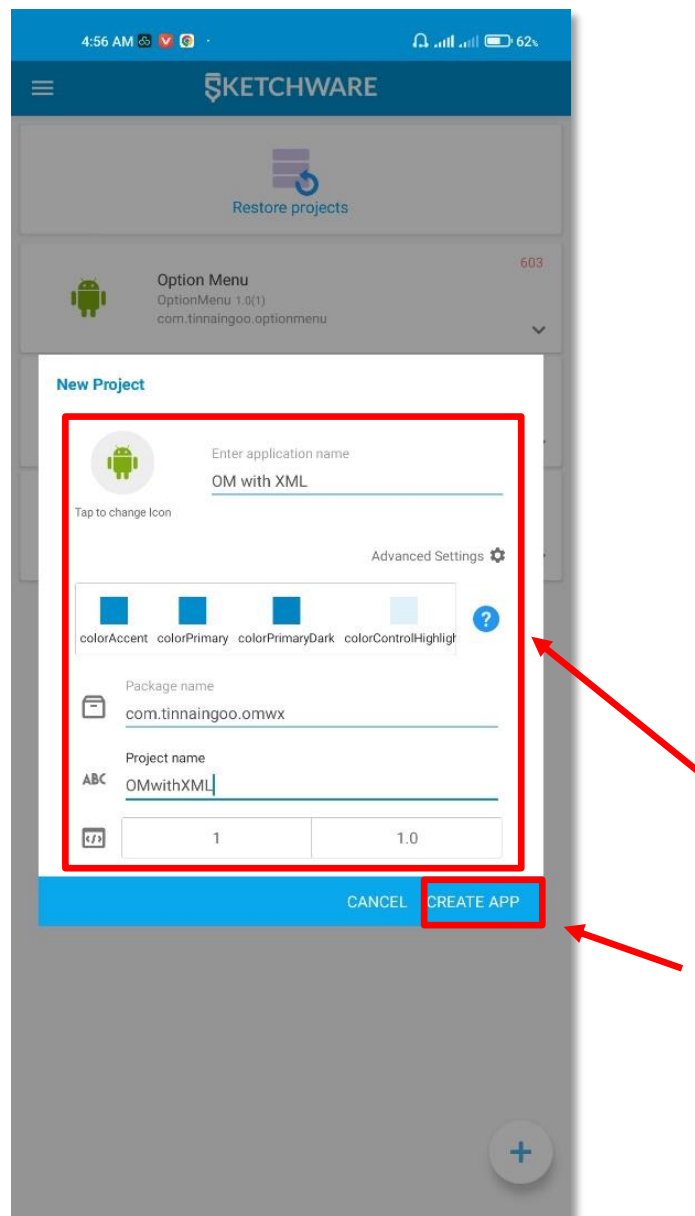 4:56 AM 62%
SKETCHWARE
Restore projects
603
Option Menu
OptionMenu 1.0(1)
com.tinnaingoo.optionmenu
New Project
Enter application name
OM with XML
Tap to change Icon
Advanced Settings
?
colorAccent colorPrimary colorPrimaryDark colorControlHighligh
Package name
com.tinnaingoo.omwx
Project name
ABC
OMwithXML
1 1.0
CANCEL CREATE APP
+